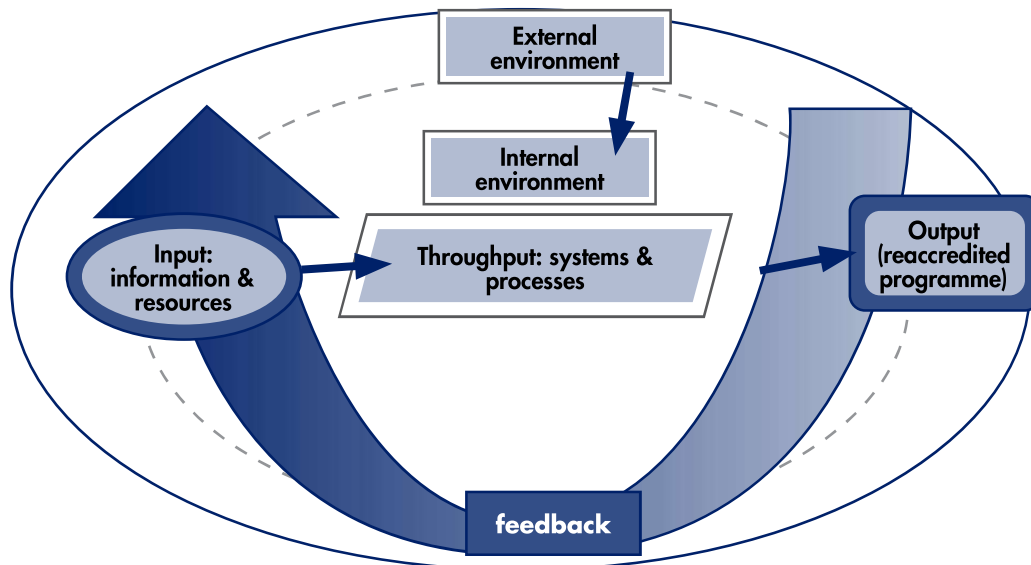 External
environment
Internal
environment
Input:
information &
resources
Throughput: systems &
processes
Output
(reaccredited
programme)
feedback